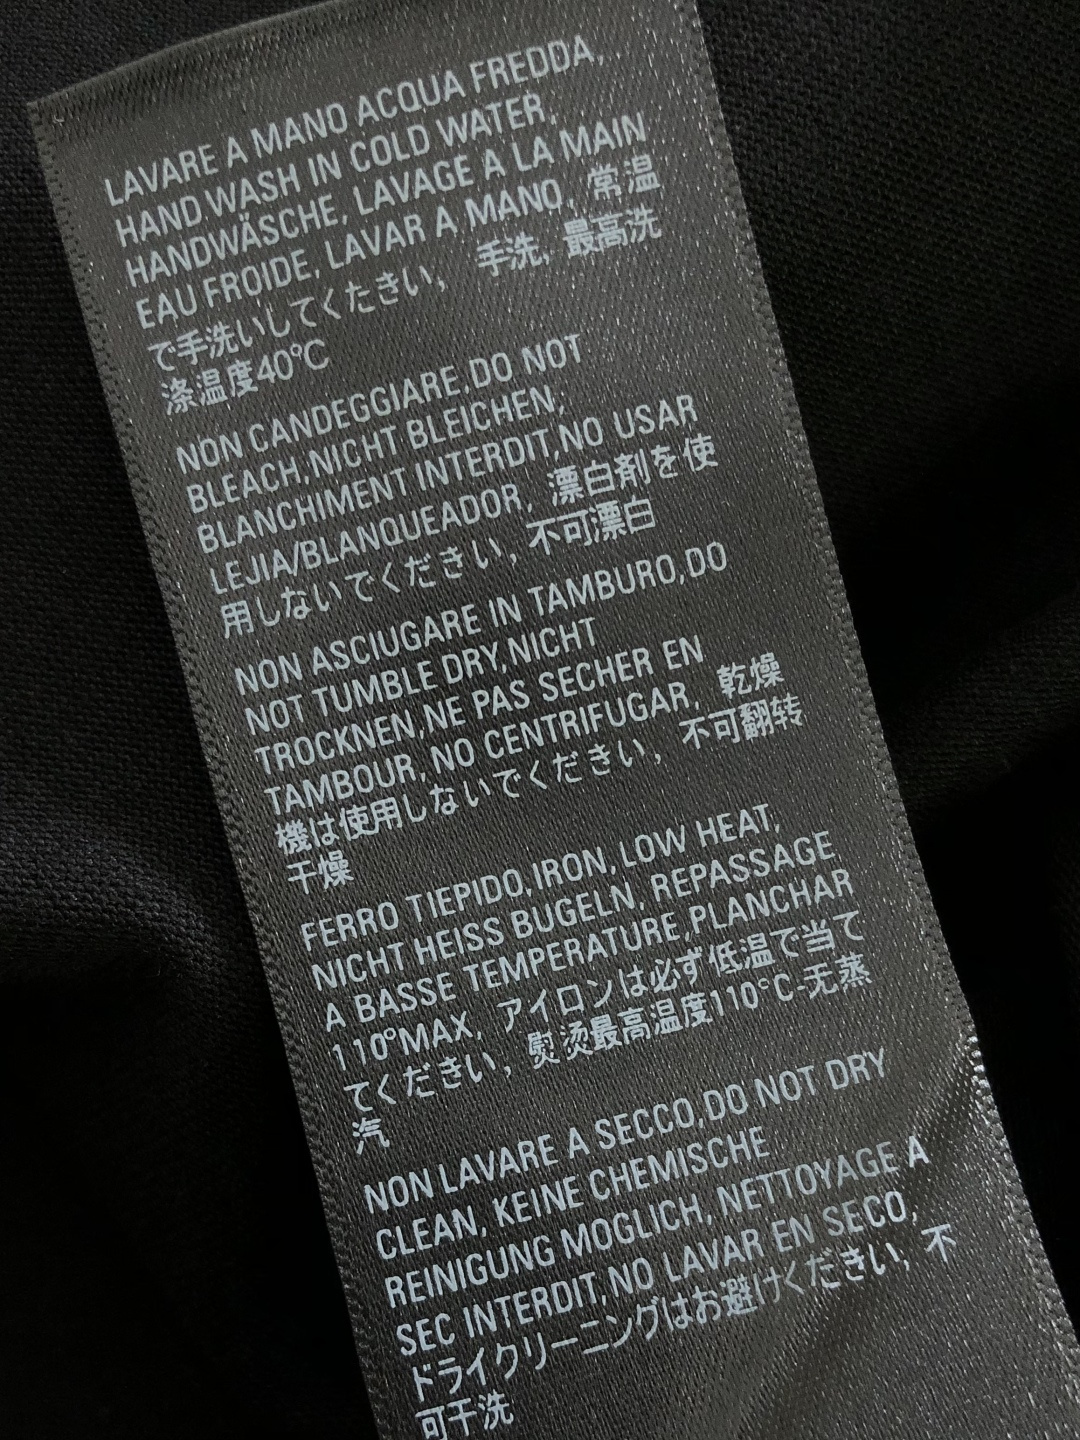 LAVARE A MANO ACQUA FREDDA,
HAND WASH IN COLD WATER,
HANDWÄSCHE, LAVAGE A LA MAIN
EAU FROIDE, LAVAR A MANO, 常温
で手洗いしてくたきい, 手洗, 最高洗
涤温度40°C
NON CANDEGGIARE,DO NOT
BLEACH,NICHT BLEICHEN,
BLANCHIMENT INTERDIT,NO USAR
LEJIA/BLANQUEADOR, 漂白剤を使
用しないでくださきい, 不可漂白
NON ASCIUGARE IN TAMBURO,DO
NOT TUMBLE DRY,NICHT
TROCKNEN,NE PAS SECHER EN
TAMBOUR,NO CENTRIFUGAR, 乾燥
機は使用しないでくださきい, 不可翻转
干燥
FERRO TIEPIDO,IRON,LOW HEAT,
NICHT HEISS BUGELN, REPASSAGE
A BASSE TEMPERATURE,PLANCHAR
110°MAX, アイロンは必ず低温で当て
てくださきい, 熨烫最高温度110°C-无蒸
汽
NON LAVARE A SECCO,DO NOT DRY
CLEAN, KEINE CHEMISCHE
REINIGUNG MOGLICH, NETTOYAGE A
SEC INTERDIT,NO LAVAR EN SECO,
ドライクリーニングはお避けくださきい, 不
可干洗